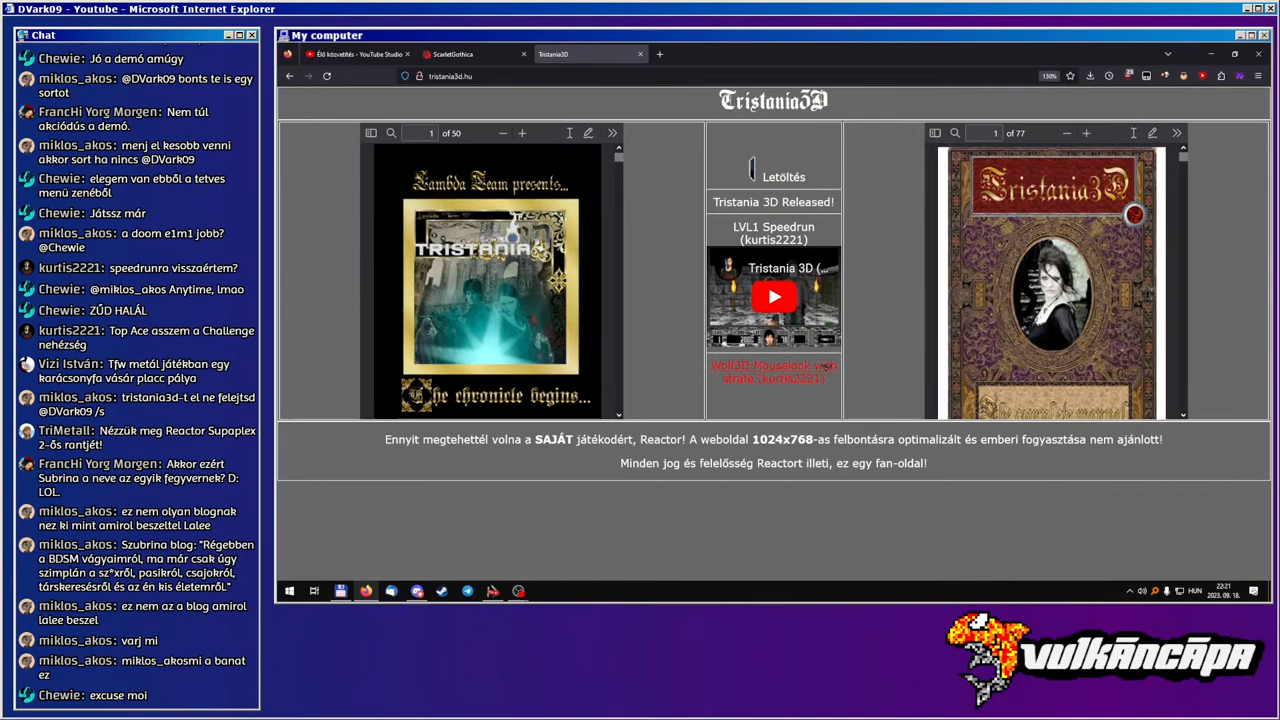 DVark09 - Youtube - Microsoft Internet Explorer
Chat
Chewie: Jó a demó amúgy
miklos_akos: @DVark09 bonts te is egy
sortot
FrancHi Yorg Morgen: Nem túl
akciódús a demó.
miklos_akos: menj el kesobb venni
akkor sort ha nincs @DVark09
Chewie: elegem van ebből a tetves
menü zenéből
Chewie: Játssz már
miklos_akos: a doom e1m1 jobb?
@Chewie
kurtis2221: speedrunra visszaértem?
Chewie: @miklos_akos Anytime, lmao
Chewie: ZŰD HALÁL
kurtis2221: Top Ace asszem a Challenge
nehézség
Vizi István: Tfw metál játékban egy
karácsonyfa vásár placc pálya
miklos_akos: tristania3d-t el ne felejtsd
@DVark09 /s
TriMetall: Nézzük meg Reactor Supaplex
2-ős rantjét!
FrancHi Yorg Morgen: Akkor ezért
Subrina a neve az egyik fegyvernek? D:
LOL.
miklos_akos: ez nem olyan blognak
nez ki mint amirol beszeltel Lalee
miklos_akos: Szubrina blog: "Régebben
a BDSM vágyaimról, ma már csak úgy
szimplán a sz*xről, pasikról, csajokról,
társkeresésről és az én kis életemről."
miklos_akos: ez nem az a blog amirol
lalee beszel
miklos_akos: varj mi
miklos_akos: miklos_akosmi a banat
ez
Chewie: excuse moi
My computer
Élő közvetítés - YouTube Studio
ScarletGothica
Tristania3D
tristania3d.hu
130%
23
Tristania3D
1 of 50
Lambda Team presents...
TRISTANIA
The chronicle begins...
Letöltés
Tristania 3D Released!
LVL1 Speedrun
(kurtis2221)
Tristania 3D (...
Wolf3D Mouselook with
strafe (kurtis2221)
1 of 77
Tristania3D
Ennyit megtehettél volna a SAJÁT játékodért, Reactor! A weboldal 1024x768-as felbontásra optimalizált és emberi fogyasztása nem ajánlott!
Minden jog és felelősség Reactort illeti, ez egy fan-oldal!
HUN
22:21
2023. 09. 18.
vulkāncāpa